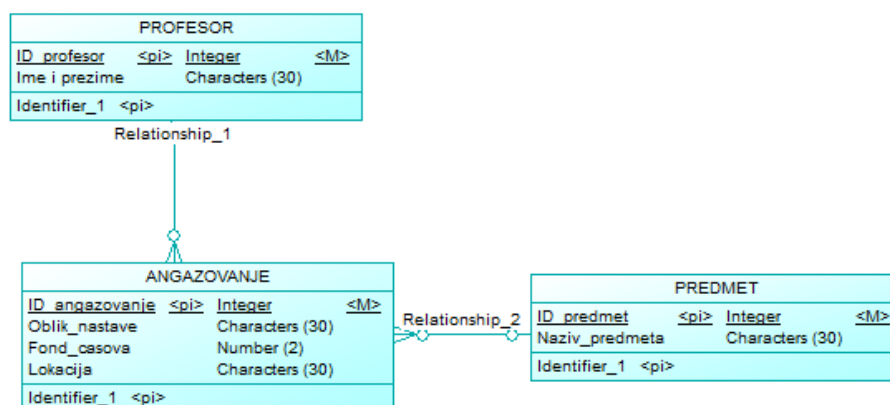 PROFESOR
ID_profesor <pi> Integer <M>
Ime i prezime Characters (30)
Identifier_1 <pi>
Relationship_1
ANGAZOVANJE
ID_angazovanje <pi> Integer <M>
Oblik_nastave Characters (30)
Fond_casova Number (2)
Lokacija Characters (30)
Identifier_1 <pi>
Relationship_2
PREDMET
ID_predmet <pi> Integer <M>
Naziv_predmeta Characters (30)
Identifier_1 <pi>